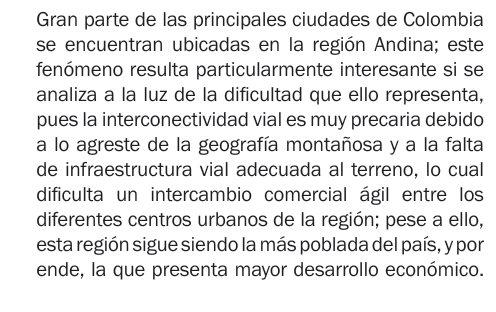 Gran parte de las principales ciudades de Colombia
se encuentran ubicadas en la región Andina; este
fenómeno resulta particularmente interesante si se
analiza a la luz de la dificultad que ello representa,
pues la interconectividad vial es muy precaria debido
a lo agreste de la geografía montañosa y a la falta
de infraestructura vial adecuada al terreno, lo cual
dificulta un intercambio comercial ágil entre los
diferentes centros urbanos de la región; pese a ello,
esta región sigue siendo la más poblada del país, y por
ende, la que presenta mayor desarrollo económico.